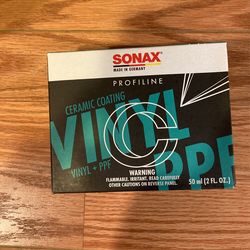 SONAX
MADE IN GERMANY
PROFILINE
CERAMIC COATING
VINYL
VINYL + PPF
CC
PPF
WARNING
FLAMMABLE. IRRITANT. READ CAREFULLY
OTHER CAUTIONS ON REVERSE PANEL.
50 ml (2 FL. OZ.)